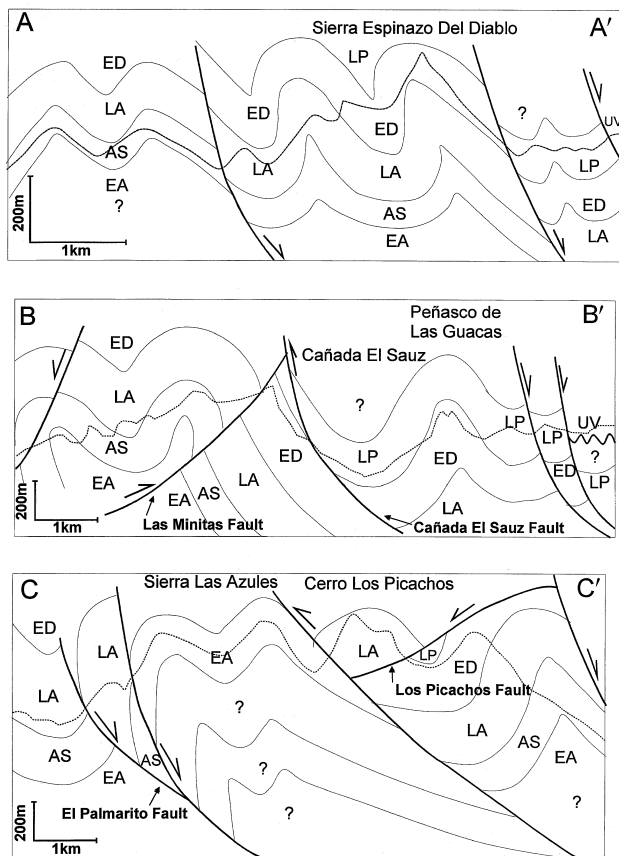 A
Sierra Espinazo Del Diablo
A'
ED
LP
LA
ED
ED
?
UV
AS
LA
LA
LP
EA
?
AS
ED
EA
LA
200m
1km
B
Peñasco de
Las Guacas
B'
ED
Cañada El Sauz
LA
?
UV
AS
LP
LP
LP
?
EA
ED
ED
ED
LP
EA
AS
LA
LA
200m
1km
Las Minitas Fault
Cañada El Sauz Fault
C
Sierra Las Azules
Cerro Los Picachos
C'
ED
LA
EA
LA
LP
ED
LA
Los Picachos Fault
?
LA
AS
AS
AS
EA
EA
?
?
?
El Palmarito Fault
200m
1km